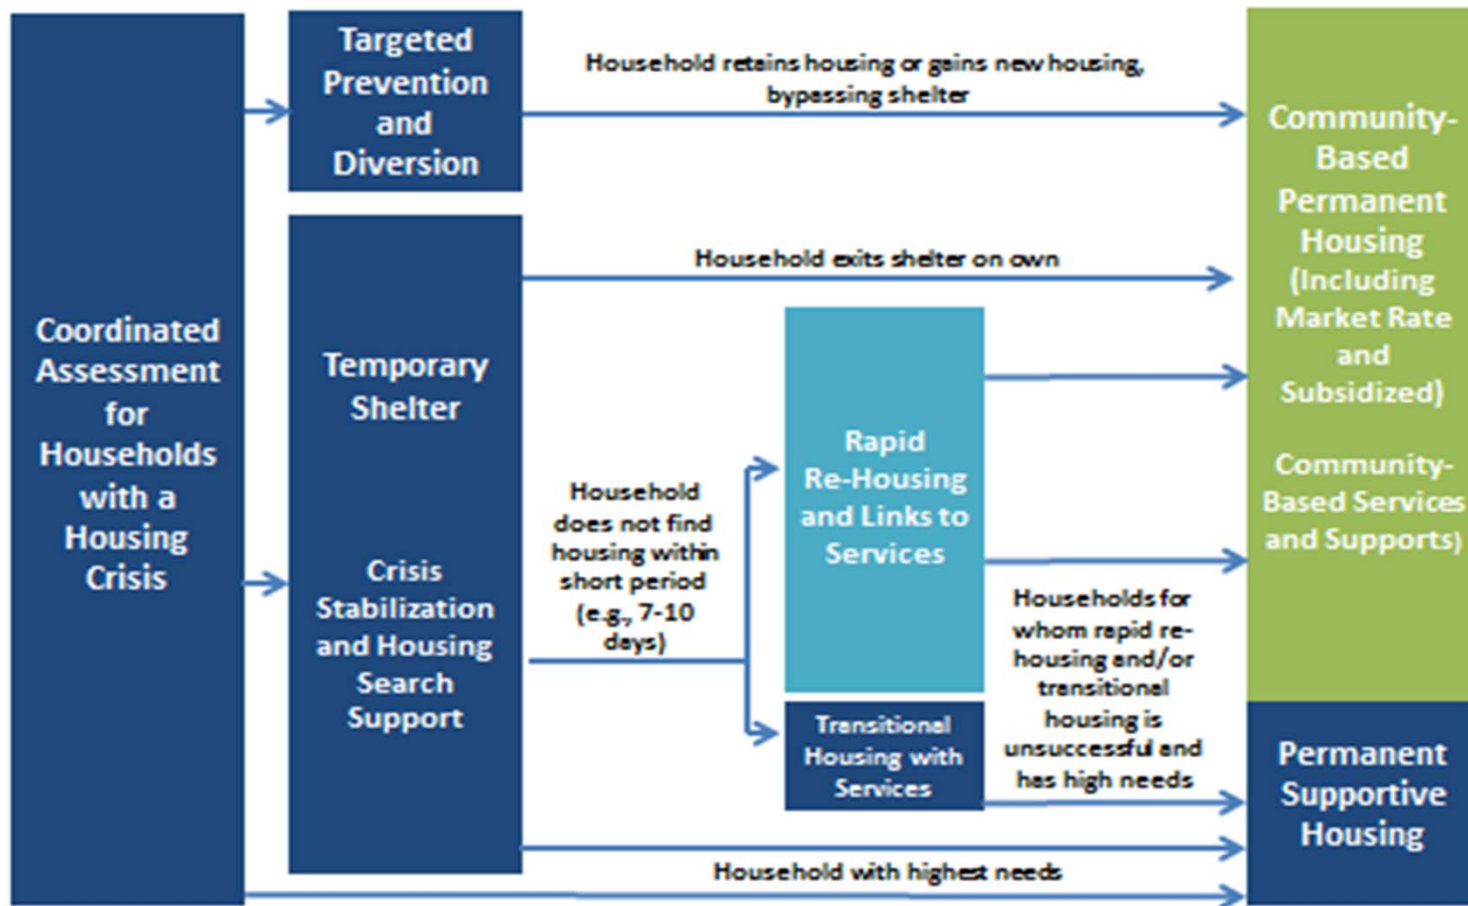 Coordinated
Assessment
for
Households
with a
Housing
Crisis
Targeted
Prevention
and
Diversion
Household retains housing or gains new housing,
bypassing shelter
Temporary
Shelter
Crisis
Stabilization
and Housing
Search
Support
Household exits shelter on own
Household
does not find
housing within
short period
(e.g., 7-10
days)
Rapid
Re-Housing
and Links to
Services
Transitional
Housing with
Services
Households for
whom rapid re-
housing and/or
transitional
housing is
unsuccessful and
has high needs
Household with highest needs
Community-
Based
Permanent
Housing
(Including
Market Rate
and
Subsidized)
Community-
Based Services
and Supports)
Permanent
Supportive
Housing